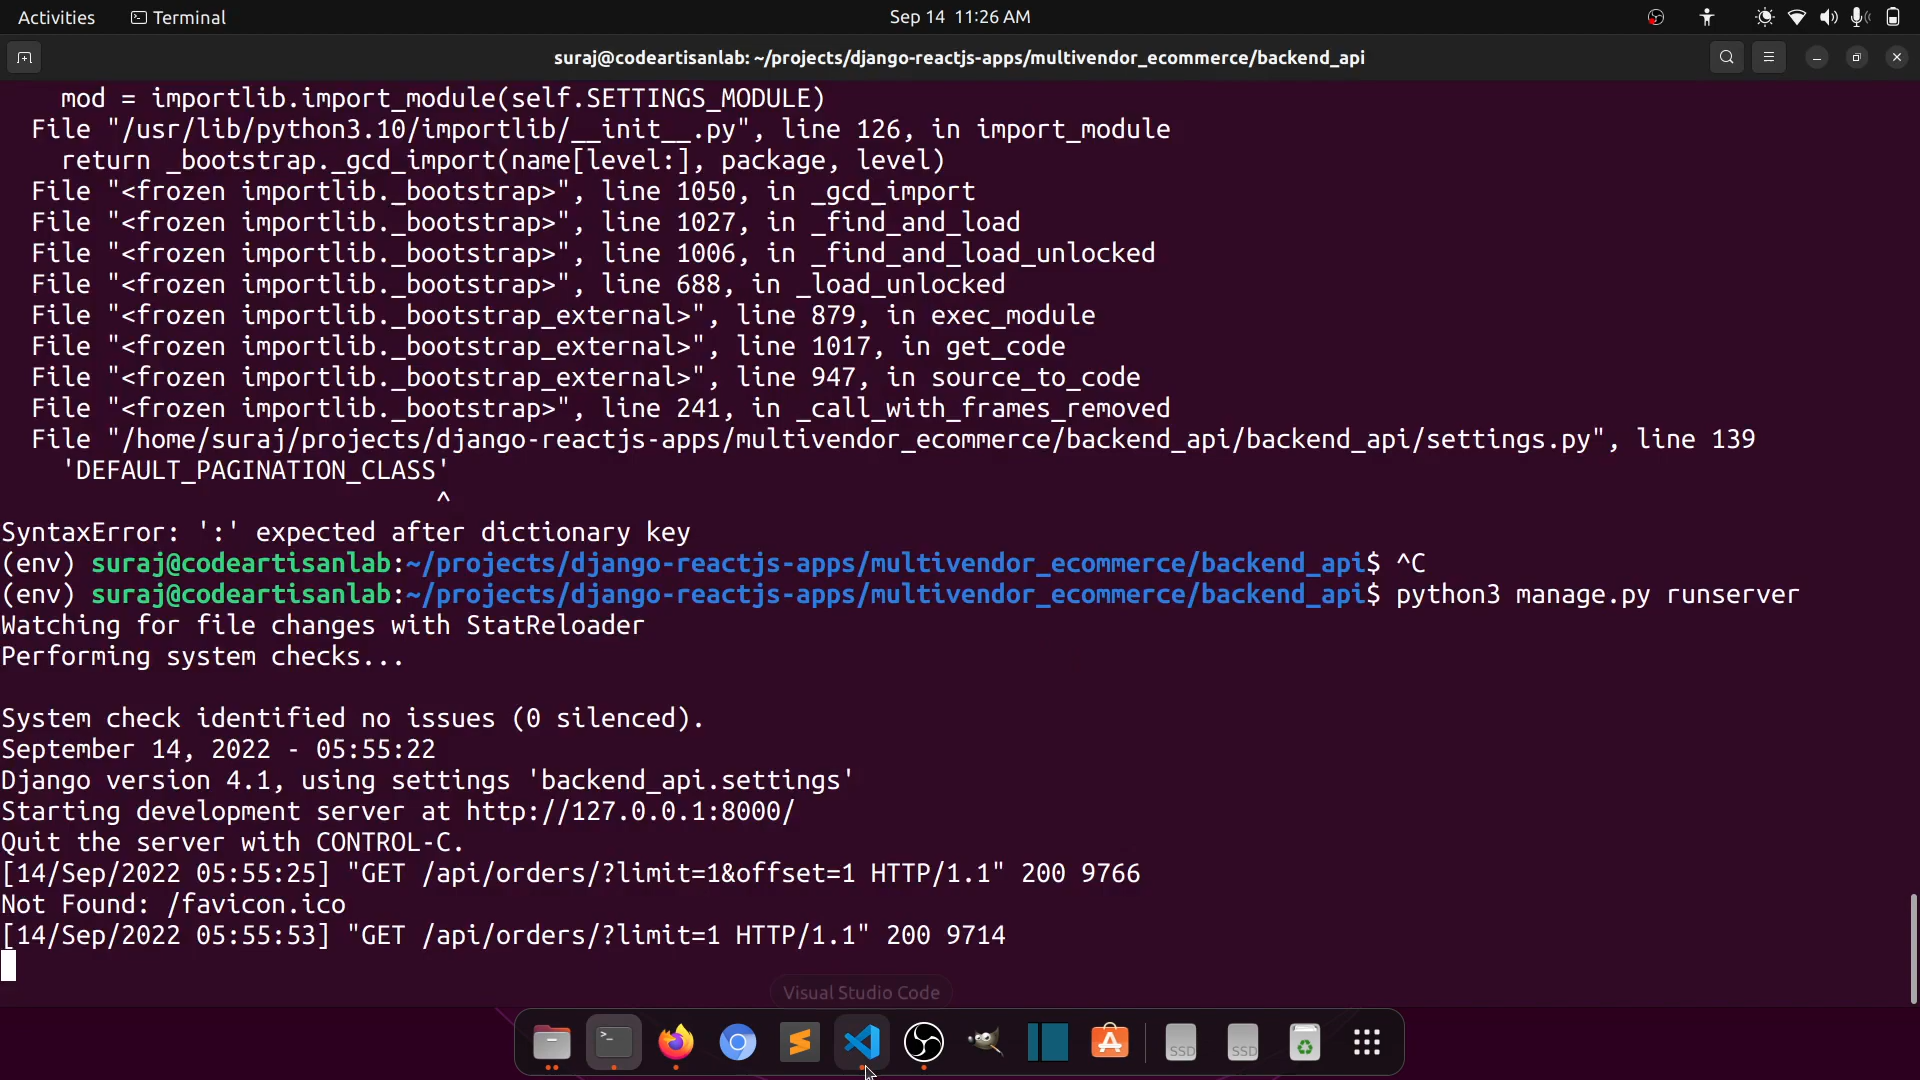 Activities
Terminal
Sep 14 11:26 AM
suraj@codeartisanlab: ~/projects/django-reactjs-apps/multivendor_ecommerce/backend_api
    mod = importlib.import_module(self.SETTINGS_MODULE)
  File "/usr/lib/python3.10/importlib/__init__.py", line 126, in import_module
    return _bootstrap._gcd_import(name[level:], package, level)
  File "<frozen importlib._bootstrap>", line 1050, in _gcd_import
  File "<frozen importlib._bootstrap>", line 1027, in _find_and_load
  File "<frozen importlib._bootstrap>", line 1006, in _find_and_load_unlocked
  File "<frozen importlib._bootstrap>", line 688, in _load_unlocked
  File "<frozen importlib._bootstrap_external>", line 879, in exec_module
  File "<frozen importlib._bootstrap_external>", line 1017, in get_code
  File "<frozen importlib._bootstrap_external>", line 947, in source_to_code
  File "<frozen importlib._bootstrap>", line 241, in _call_with_frames_removed
  File "/home/suraj/projects/django-reactjs-apps/multivendor_ecommerce/backend_api/backend_api/settings.py", line 139
    'DEFAULT_PAGINATION_CLASS'
                             ^
SyntaxError: ':' expected after dictionary key
(env) suraj@codeartisanlab:~/projects/django-reactjs-apps/multivendor_ecommerce/backend_api$ ^C
(env) suraj@codeartisanlab:~/projects/django-reactjs-apps/multivendor_ecommerce/backend_api$ python3 manage.py runserver
Watching for file changes with StatReloader
Performing system checks...
System check identified no issues (0 silenced).
September 14, 2022 - 05:55:22
Django version 4.1, using settings 'backend_api.settings'
Starting development server at http://127.0.0.1:8000/
Quit the server with CONTROL-C.
[14/Sep/2022 05:55:25] "GET /api/orders/?limit=1&offset=1 HTTP/1.1" 200 9766
Not Found: /favicon.ico
[14/Sep/2022 05:55:53] "GET /api/orders/?limit=1 HTTP/1.1" 200 9714
Visual Studio Code
SSD
SSD